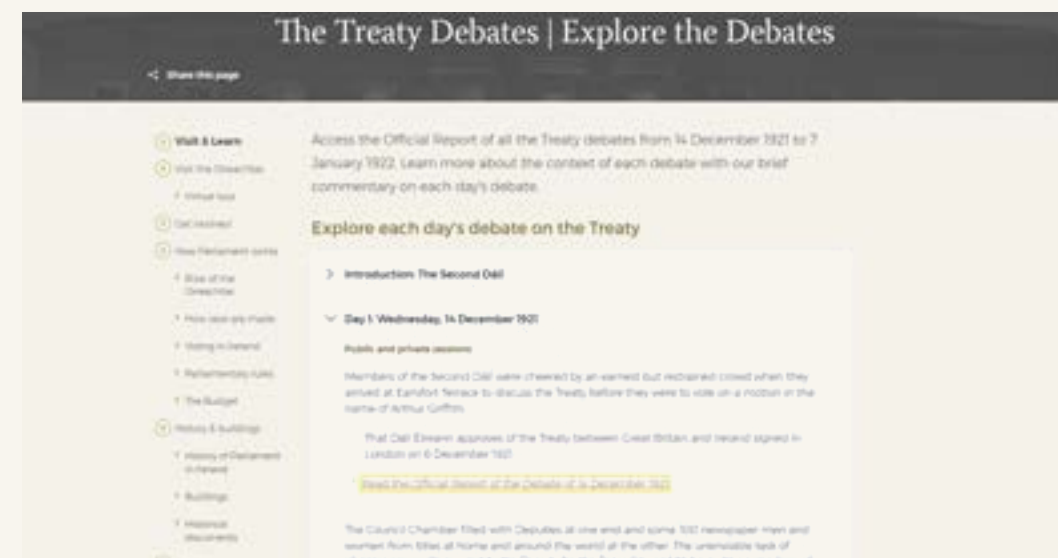 The Treaty Debates | Explore the Debates
Share this page
Visit & Learn
Visit the Oireachtas
Virtual tour
Get involved
How Parliament works
Rise of the
Oireachtas
How laws are made
Voting in Ireland
Parliamentary rules
The Budget
History & buildings
History of Parliament
in Ireland
Buildings
Historical
documents
Access the Official Report of all the Treaty debates from 14 December 1921 to 7
January 1922. Learn more about the context of each debate with our brief
commentary on each day's debate.
Explore each day's debate on the Treaty
Introduction: The Second Dáil
Day 1: Wednesday, 14 December 1921
Public and private sessions
Members of the Second Dáil were cheered by an earnest but restrained crowd when they
arrived at Earlsfort Terrace to discuss the Treaty before they were to vote on a motion in the
name of Arthur Griffith:
That Dáil Éireann approves of the Treaty between Great Britain and Ireland signed in
London on 6 December 1921.
Read the Official Report of the Debate of 14 December 1921
The Council Chamber filled with Deputies at one end and some 100 newspaper men and
women from titles at home and around the world at the other. The unenviable task of